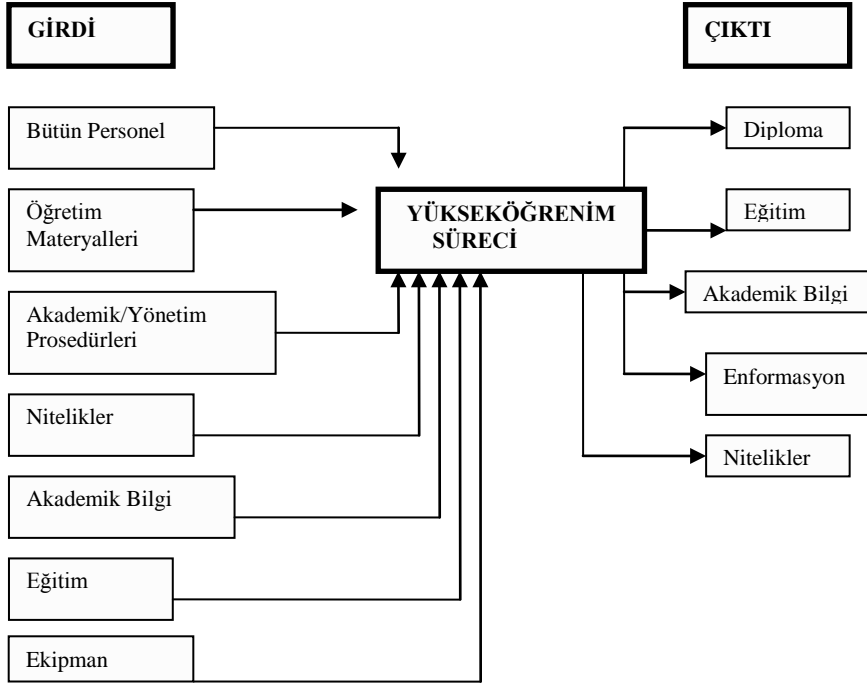 GİRDİ
ÇIKTI
Bütün Personel
Öğretim
Materyalleri
Akademik/Yönetim
Prosedürleri
Nitelikler
Akademik Bilgi
Eğitim
Ekipman
YÜKSEKÖĞRENİM
SÜRECİ
Diploma
Eğitim
Akademik Bilgi
Enformasyon
Nitelikler